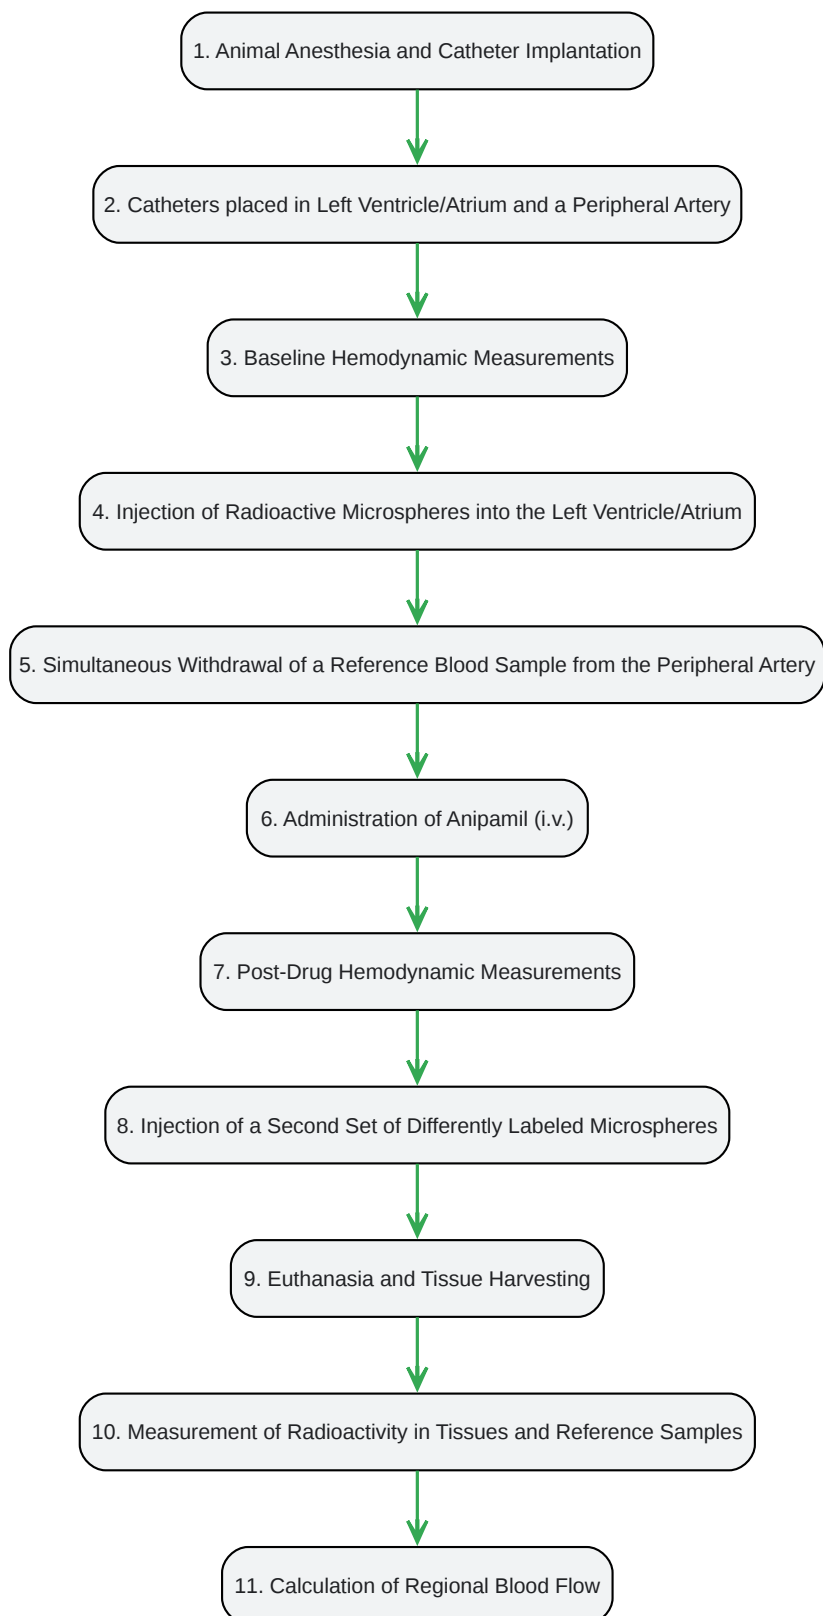 1. Animal Anesthesia and Catheter Implantation
2. Catheters placed in Left Ventricle/Atrium and a Peripheral Artery
3. Baseline Hemodynamic Measurements
4. Injection of Radioactive Microspheres into the Left Ventricle/Atrium
5. Simultaneous Withdrawal of a Reference Blood Sample from the Peripheral Artery
6. Administration of Anipamil (i.v.)
7. Post-Drug Hemodynamic Measurements
8. Injection of a Second Set of Differently Labeled Microspheres
9. Euthanasia and Tissue Harvesting
10. Measurement of Radioactivity in Tissues and Reference Samples
11. Calculation of Regional Blood Flow